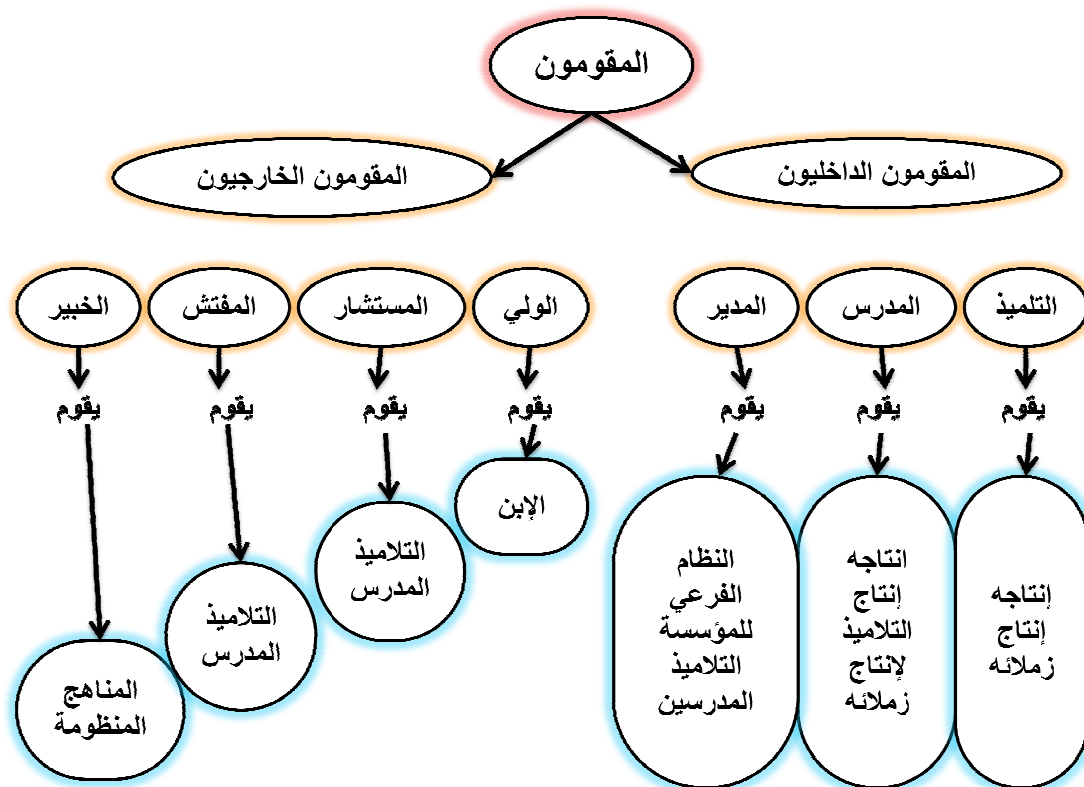 المقومون
المقومون الداخليون
المقومون الخارجيون
التلميذ
المدرس
المدير
الولي
المستشار
المفتش
الخبير
يقوم
يقوم
يقوم
يقوم
يقوم
يقوم
يقوم
إنتاجه
إنتاج
زملائه
انتاجه
إنتاج
التلاميذ
لإنتاج
زملائه
النظام
الفرعي
للمؤسسة
التلاميذ
المدرسين
الإبن
التلاميذ
المدرس
التلاميذ
المدرس
المناهج
المنظومة